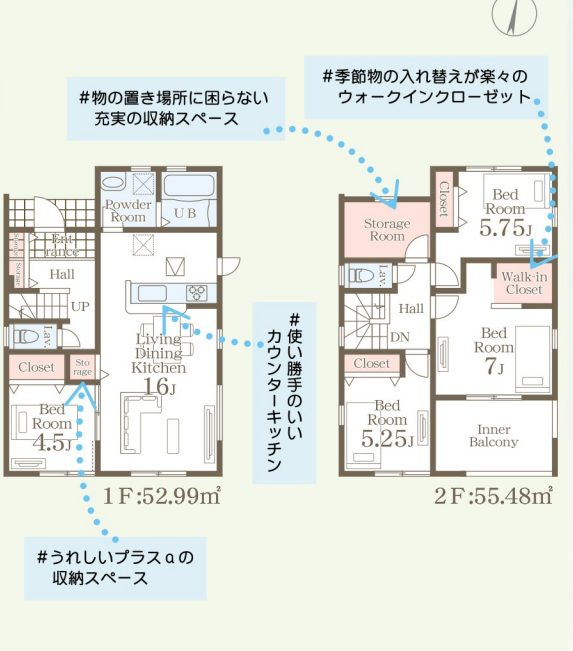 #季節物の入れ替えが楽々の
ウォークインクローゼット
#物の置き場所に困らない
充実の収納スペース
Powder
Room
UB
Entrance
Storage
Storage
Hall
UP
Lav.
Closet
Sto
rage
Bed
Room
4.5J
Living
Dining
Kitchen
16J
1F:52.99㎡
#使い勝手のいい
カウンターキッチン
Closet
Bed
Room
5.75J
Storage
Room
Walk-in
Closet
Lav.
Hall
DN
Bed
Room
7J
Closet
Bed
Room
5.25J
Inner
Balcony
2F:55.48㎡
#うれしいプラスαの
収納スペース